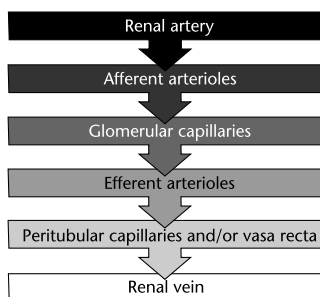 Renal artery
Afferent arterioles
Glomerular capillaries
Efferent arterioles
Peritubular capillaries and/or vasa recta
Renal vein